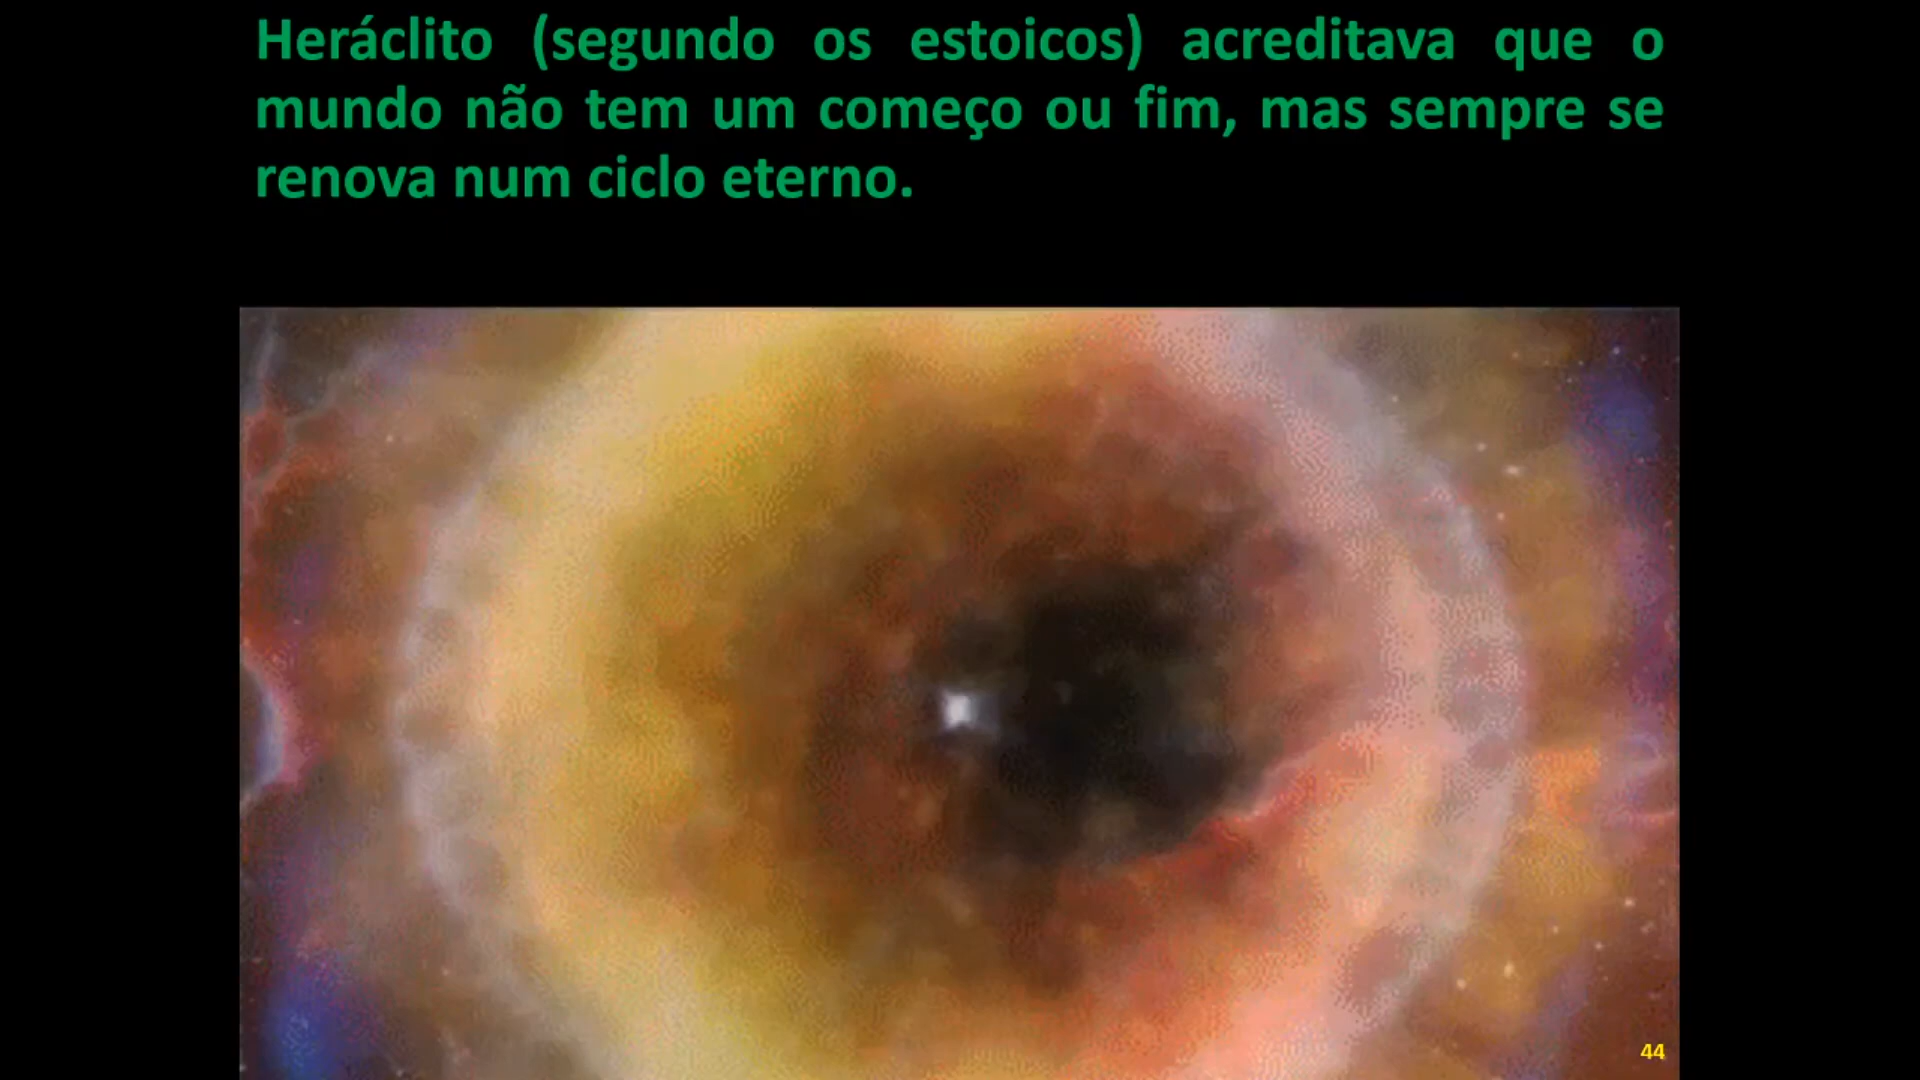 Heráclito (segundo os estoicos) acreditava que o
mundo não tem um começo ou fim, mas sempre se
renova num ciclo eterno.
44